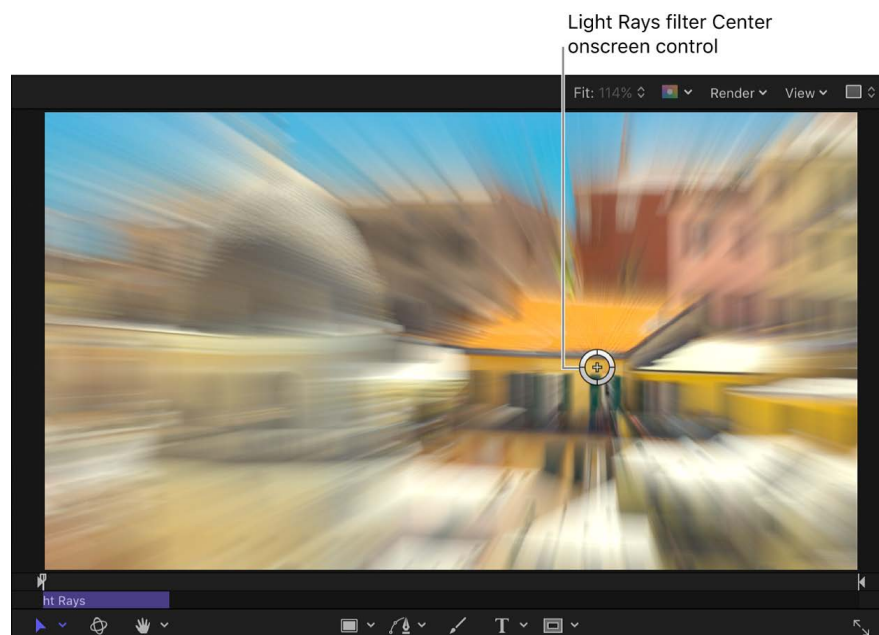 Light Rays filter Center
onscreen control
Fit: 114% Render View
ht Rays
T